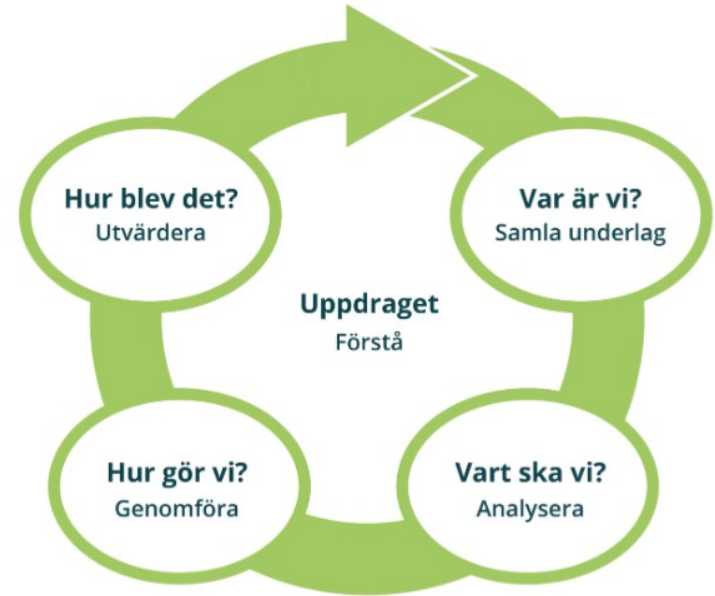 Hur blev det?
Utvärdera
Var är vi?
Samla underlag
Uppdraget
Förstå
Hur gör vi?
Genomföra
Vart ska vi?
Analysera